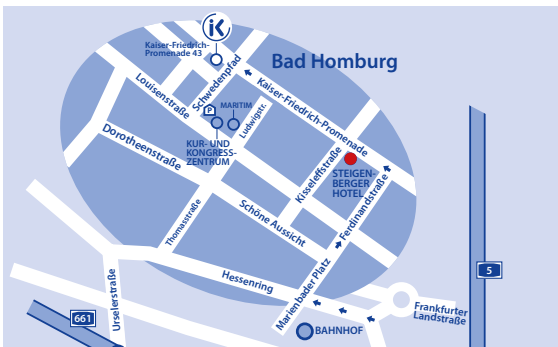 iK
Kaiser-Friedrich-
Promenade 43
Bad Homburg
Louisenstraße
Schwedenpfad
Kaiser-Friedrich-Promenade
P
MARITIM
Ludwigstr.
Dorotheenstraße
KUR- UND
KONGRESS-
ZENTRUM
Kisseleffstraße
STEIGEN-
BERGER
HOTEL
Ferdinandstraße
Thomasstraße
Schöne Aussicht
Hessenring
Marienbader Platz
Urselerstraße
5
661
Frankfurter
Landstraße
BAHNHOF